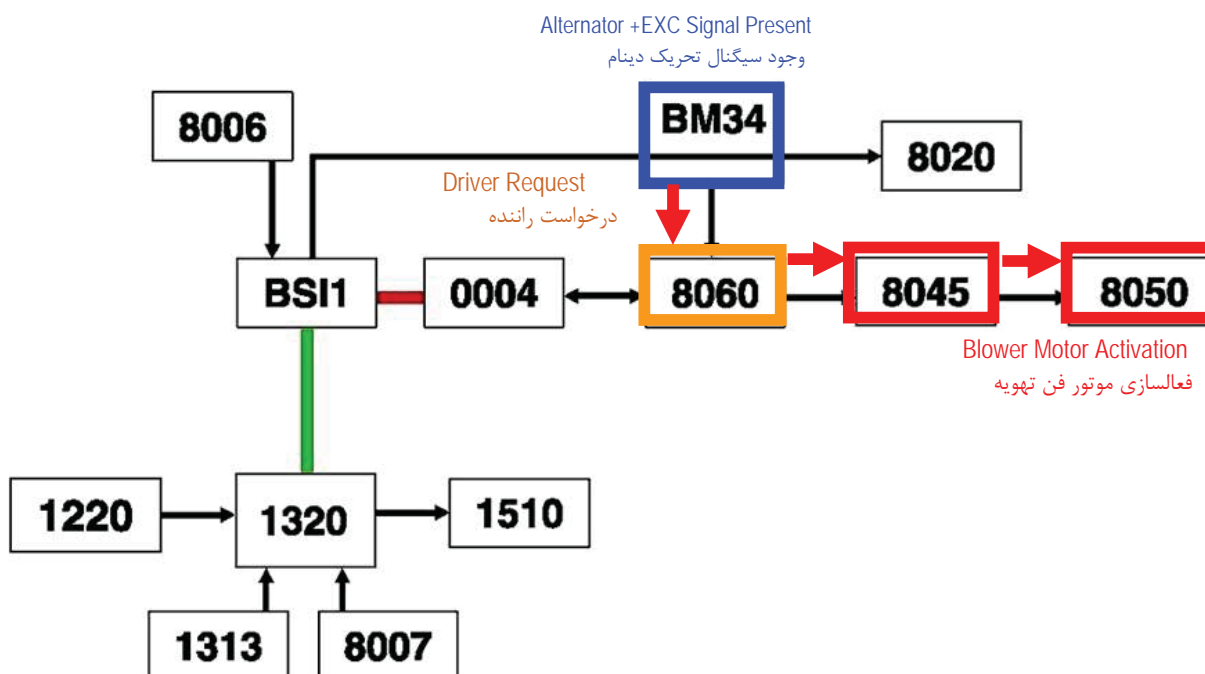 Alternator +EXC Signal Present
وجود سیگنال تحریک دینام
8006
BM34
8020
Driver Request
درخواست راننده
BSI1
0004
8060
8045
8050
Blower Motor Activation
فعالسازی موتور فن تهویه
1220
1320
1510
1313
8007